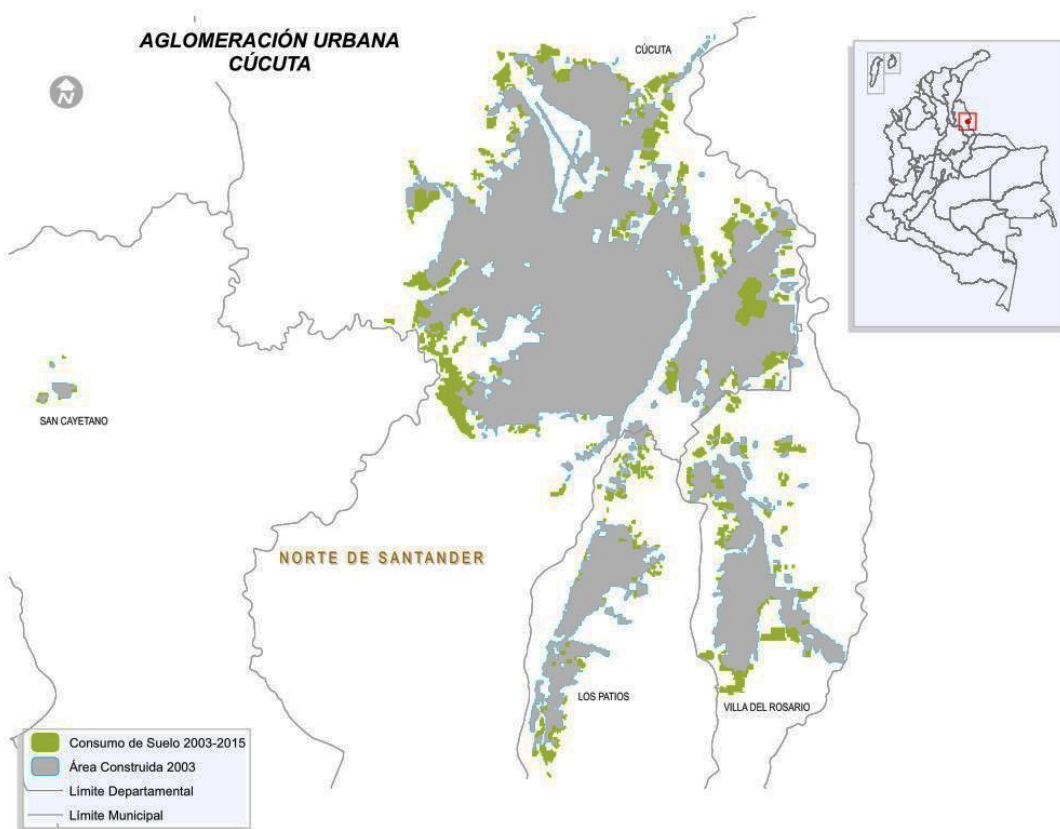 AGLOMERACIÓN URBANA
CÚCUTA
N
CÚCUTA
SAN CAYETANO
NORTE DE SANTANDER
LOS PATIOS
VILLA DEL ROSARIO
Consumo de Suelo 2003-2015
Área Construida 2003
Límite Departamental
Límite Municipal